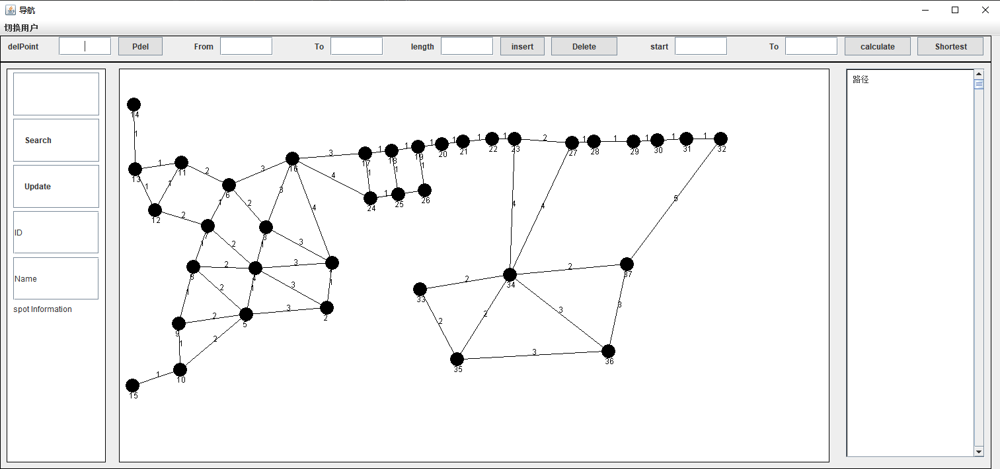 导航
切换用户
delPoint Pdel From To length insert Delete start To calculate Shortest
Search
Update
ID
Name
spot Information
14
1
13 1 11 2 6 3 16 3 17 1 18 1 19 1 20 1 21 1 22 1 23 2 27 1 28 1 29 1 30 1 31 1 32
1 1 4 1 1 1
12 2 7 1 2 3 3 4 24 1 25 26
1 2 1 3 4 4 5
8 2 4 3 1
1 2 1 3 1
9 2 5 3 2
1 2
15 1 10
33 2 34 2 37
2 2 3 3
35 3 36
路径